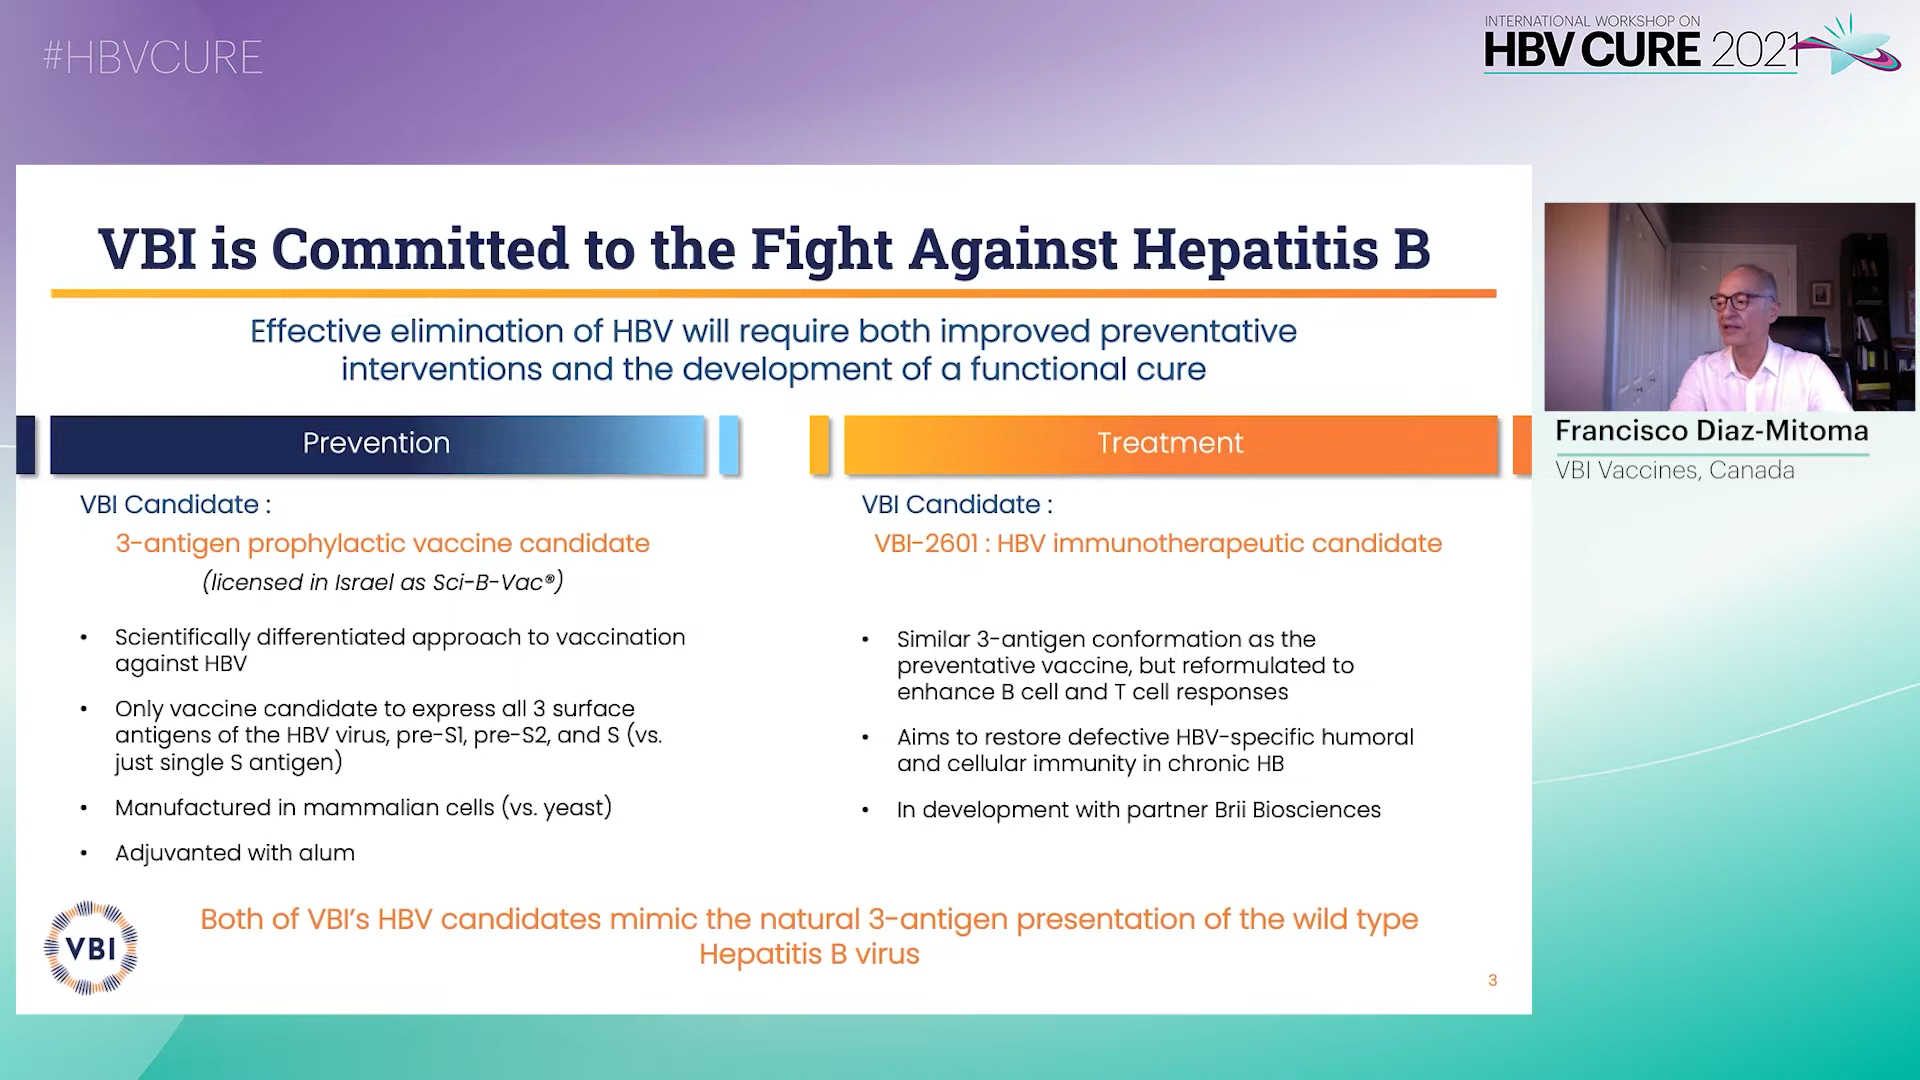 #HBVCURE
INTERNATIONAL WORKSHOP ON
HBV CURE 2021
VBI is Committed to the Fight Against Hepatitis B
Effective elimination of HBV will require both improved preventative
interventions and the development of a functional cure
Prevention
VBI Candidate :
3-antigen prophylactic vaccine candidate
(licensed in Israel as Sci-B-Vac®)
• Scientifically differentiated approach to vaccination
against HBV
• Only vaccine candidate to express all 3 surface
antigens of the HBV virus, pre-S1, pre-S2, and S (vs.
just single S antigen)
• Manufactured in mammalian cells (vs. yeast)
• Adjuvanted with alum
Treatment
VBI Candidate :
VBI-2601 : HBV immunotherapeutic candidate
• Similar 3-antigen conformation as the
preventative vaccine, but reformulated to
enhance B cell and T cell responses
• Aims to restore defective HBV-specific humoral
and cellular immunity in chronic HB
• In development with partner Brii Biosciences
Both of VBI's HBV candidates mimic the natural 3-antigen presentation of the wild type
Hepatitis B virus
VBI
3
Francisco Diaz-Mitoma
VBI Vaccines, Canada